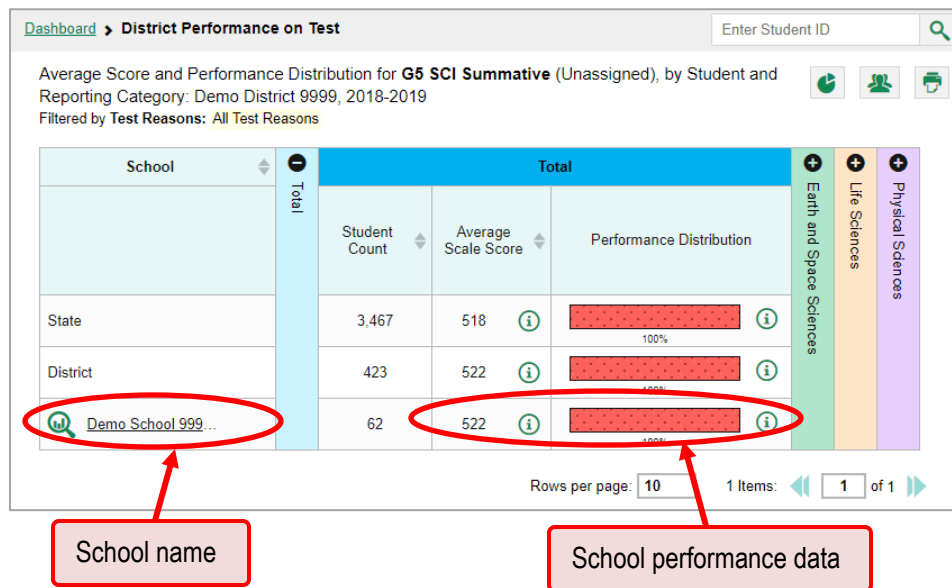 Dashboard > District Performance on Test
Enter Student ID
Average Score and Performance Distribution for G5 SCI Summative (Unassigned), by Student and
Reporting Category: Demo District 9999, 2018-2019
Filtered by Test Reasons: All Test Reasons
School
Total
Total
Earth and Space Sciences
Life Sciences
Physical Sciences
Student
Count
Average
Scale Score
Performance Distribution
State
3,467
518
100%
District
423
522
100%
Demo School 999...
62
522
100%
Rows per page: 10
1 Items:
1 of 1
School name
School performance data